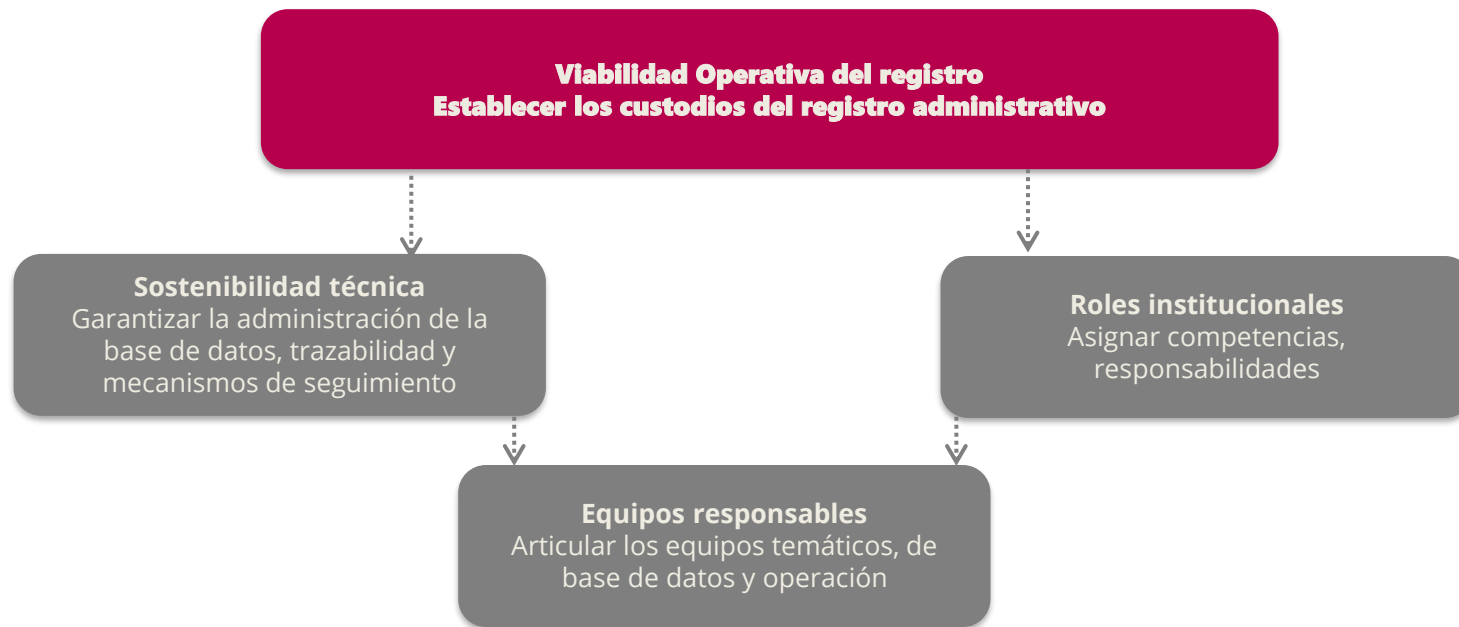 Viabilidad Operativa del registro
Establecer los custodios del registro administrativo
Sostenibilidad técnica
Garantizar la administración de la
base de datos, trazabilidad y
mecanismos de seguimiento
Roles institucionales
Asignar competencias,
responsabilidades
Equipos responsables
Articular los equipos temáticos, de
base de datos y operación